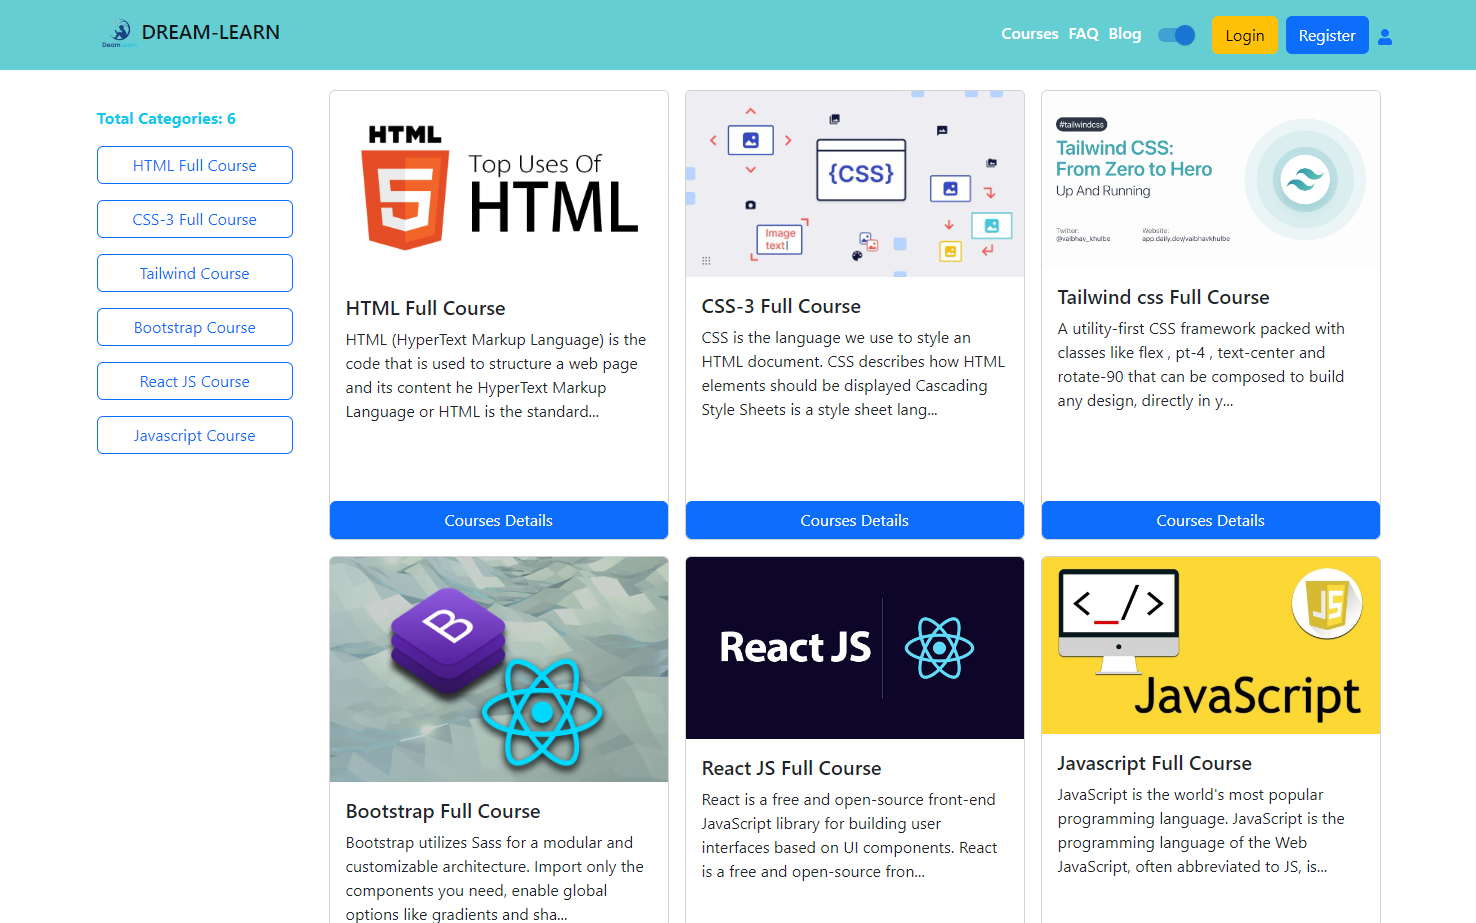 DREAM-LEARN
Courses FAQ Blog Login Register
Total Categories: 6
HTML Full Course
CSS-3 Full Course
Tailwind Course
Bootstrap Course
React JS Course
Javascript Course
HTML
5
Top Uses Of
HTML
HTML Full Course
HTML (HyperText Markup Language) is the
code that is used to structure a web page
and its content he HyperText Markup
Language or HTML is the standard...
Courses Details
{CSS}
Image
text
CSS-3 Full Course
CSS is the language we use to style an
HTML document. CSS describes how HTML
elements should be displayed Cascading
Style Sheets is a style sheet lang...
Courses Details
#tailwindcss
Tailwind CSS:
From Zero to Hero
Up And Running
Twitter:
@vaibhav_khulbe
Website:
app.daily.dev/vaibhavkhulbe
Tailwind css Full Course
A utility-first CSS framework packed with
classes like flex , pt-4 , text-center and
rotate-90 that can be composed to build
any design, directly in y...
Courses Details
B
Bootstrap Full Course
Bootstrap utilizes Sass for a modular and
customizable architecture. Import only the
components you need, enable global
options like gradients and sha...
React JS
React JS Full Course
React is a free and open-source front-end
JavaScript library for building user
interfaces based on UI components. React
is a free and open-source fron...
<_/>
JS
JavaScript
Javascript Full Course
JavaScript is the world's most popular
programming language. JavaScript is the
programming language of the Web
JavaScript, often abbreviated to JS, is...